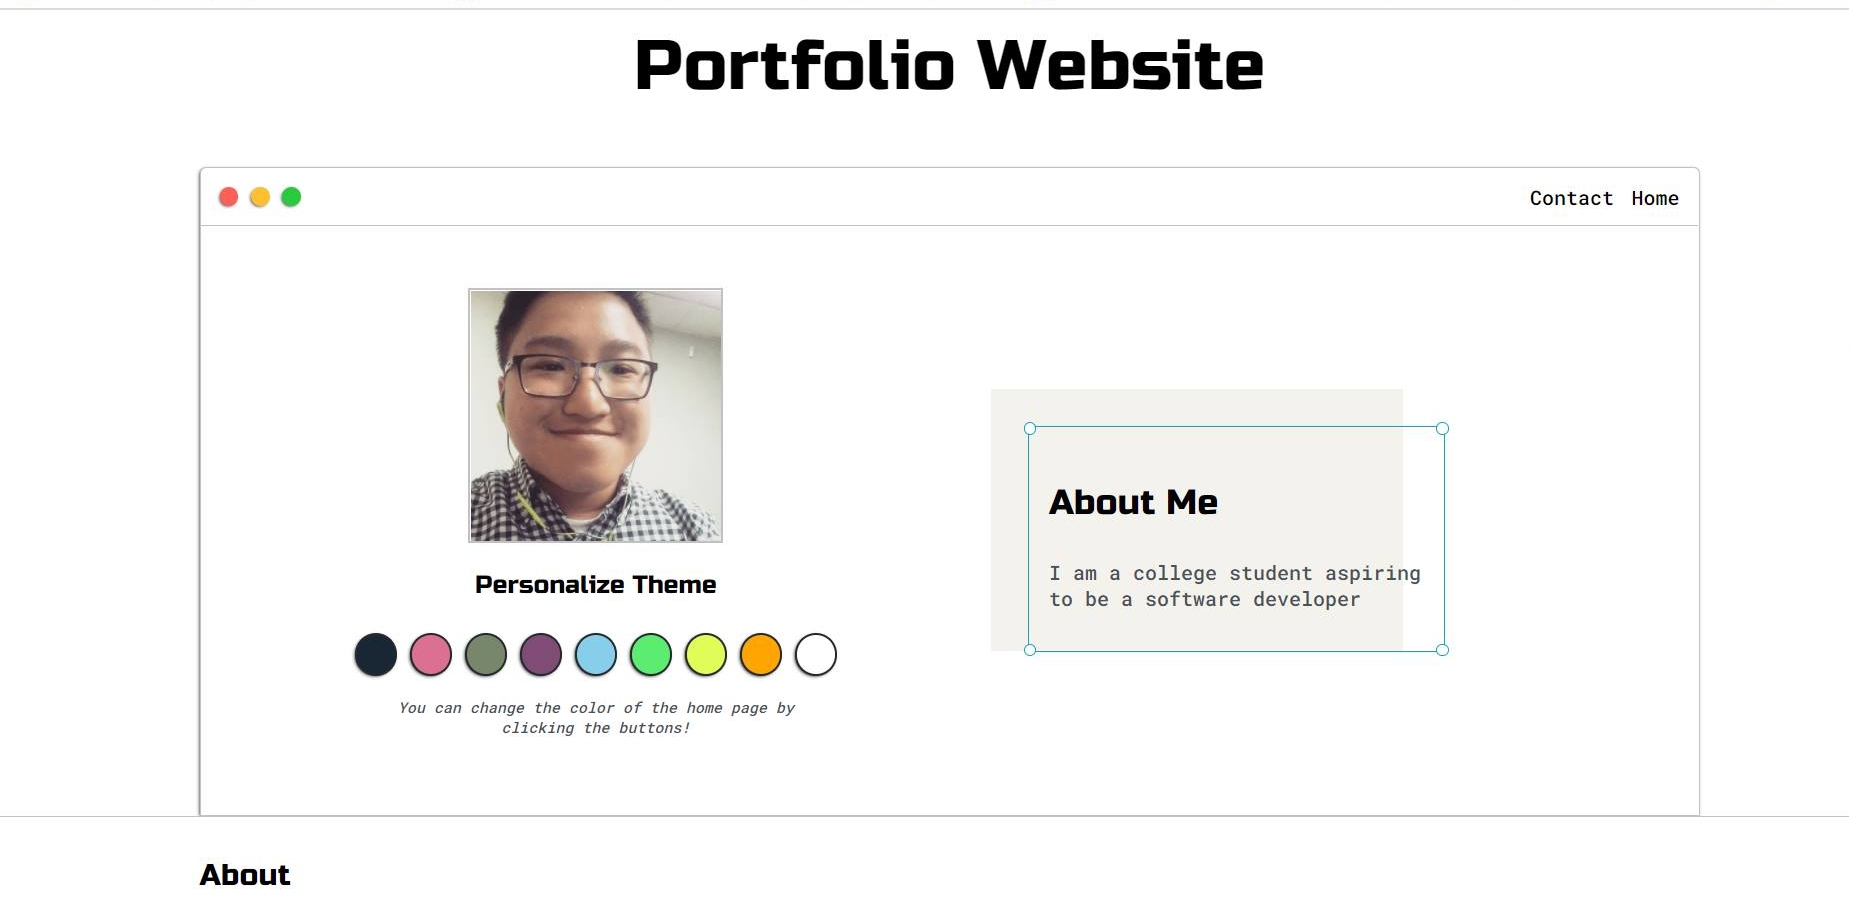 Portfolio Website
Contact Home
Personalize Theme
You can change the color of the home page by
clicking the buttons!
About Me
I am a college student aspiring
to be a software developer
About